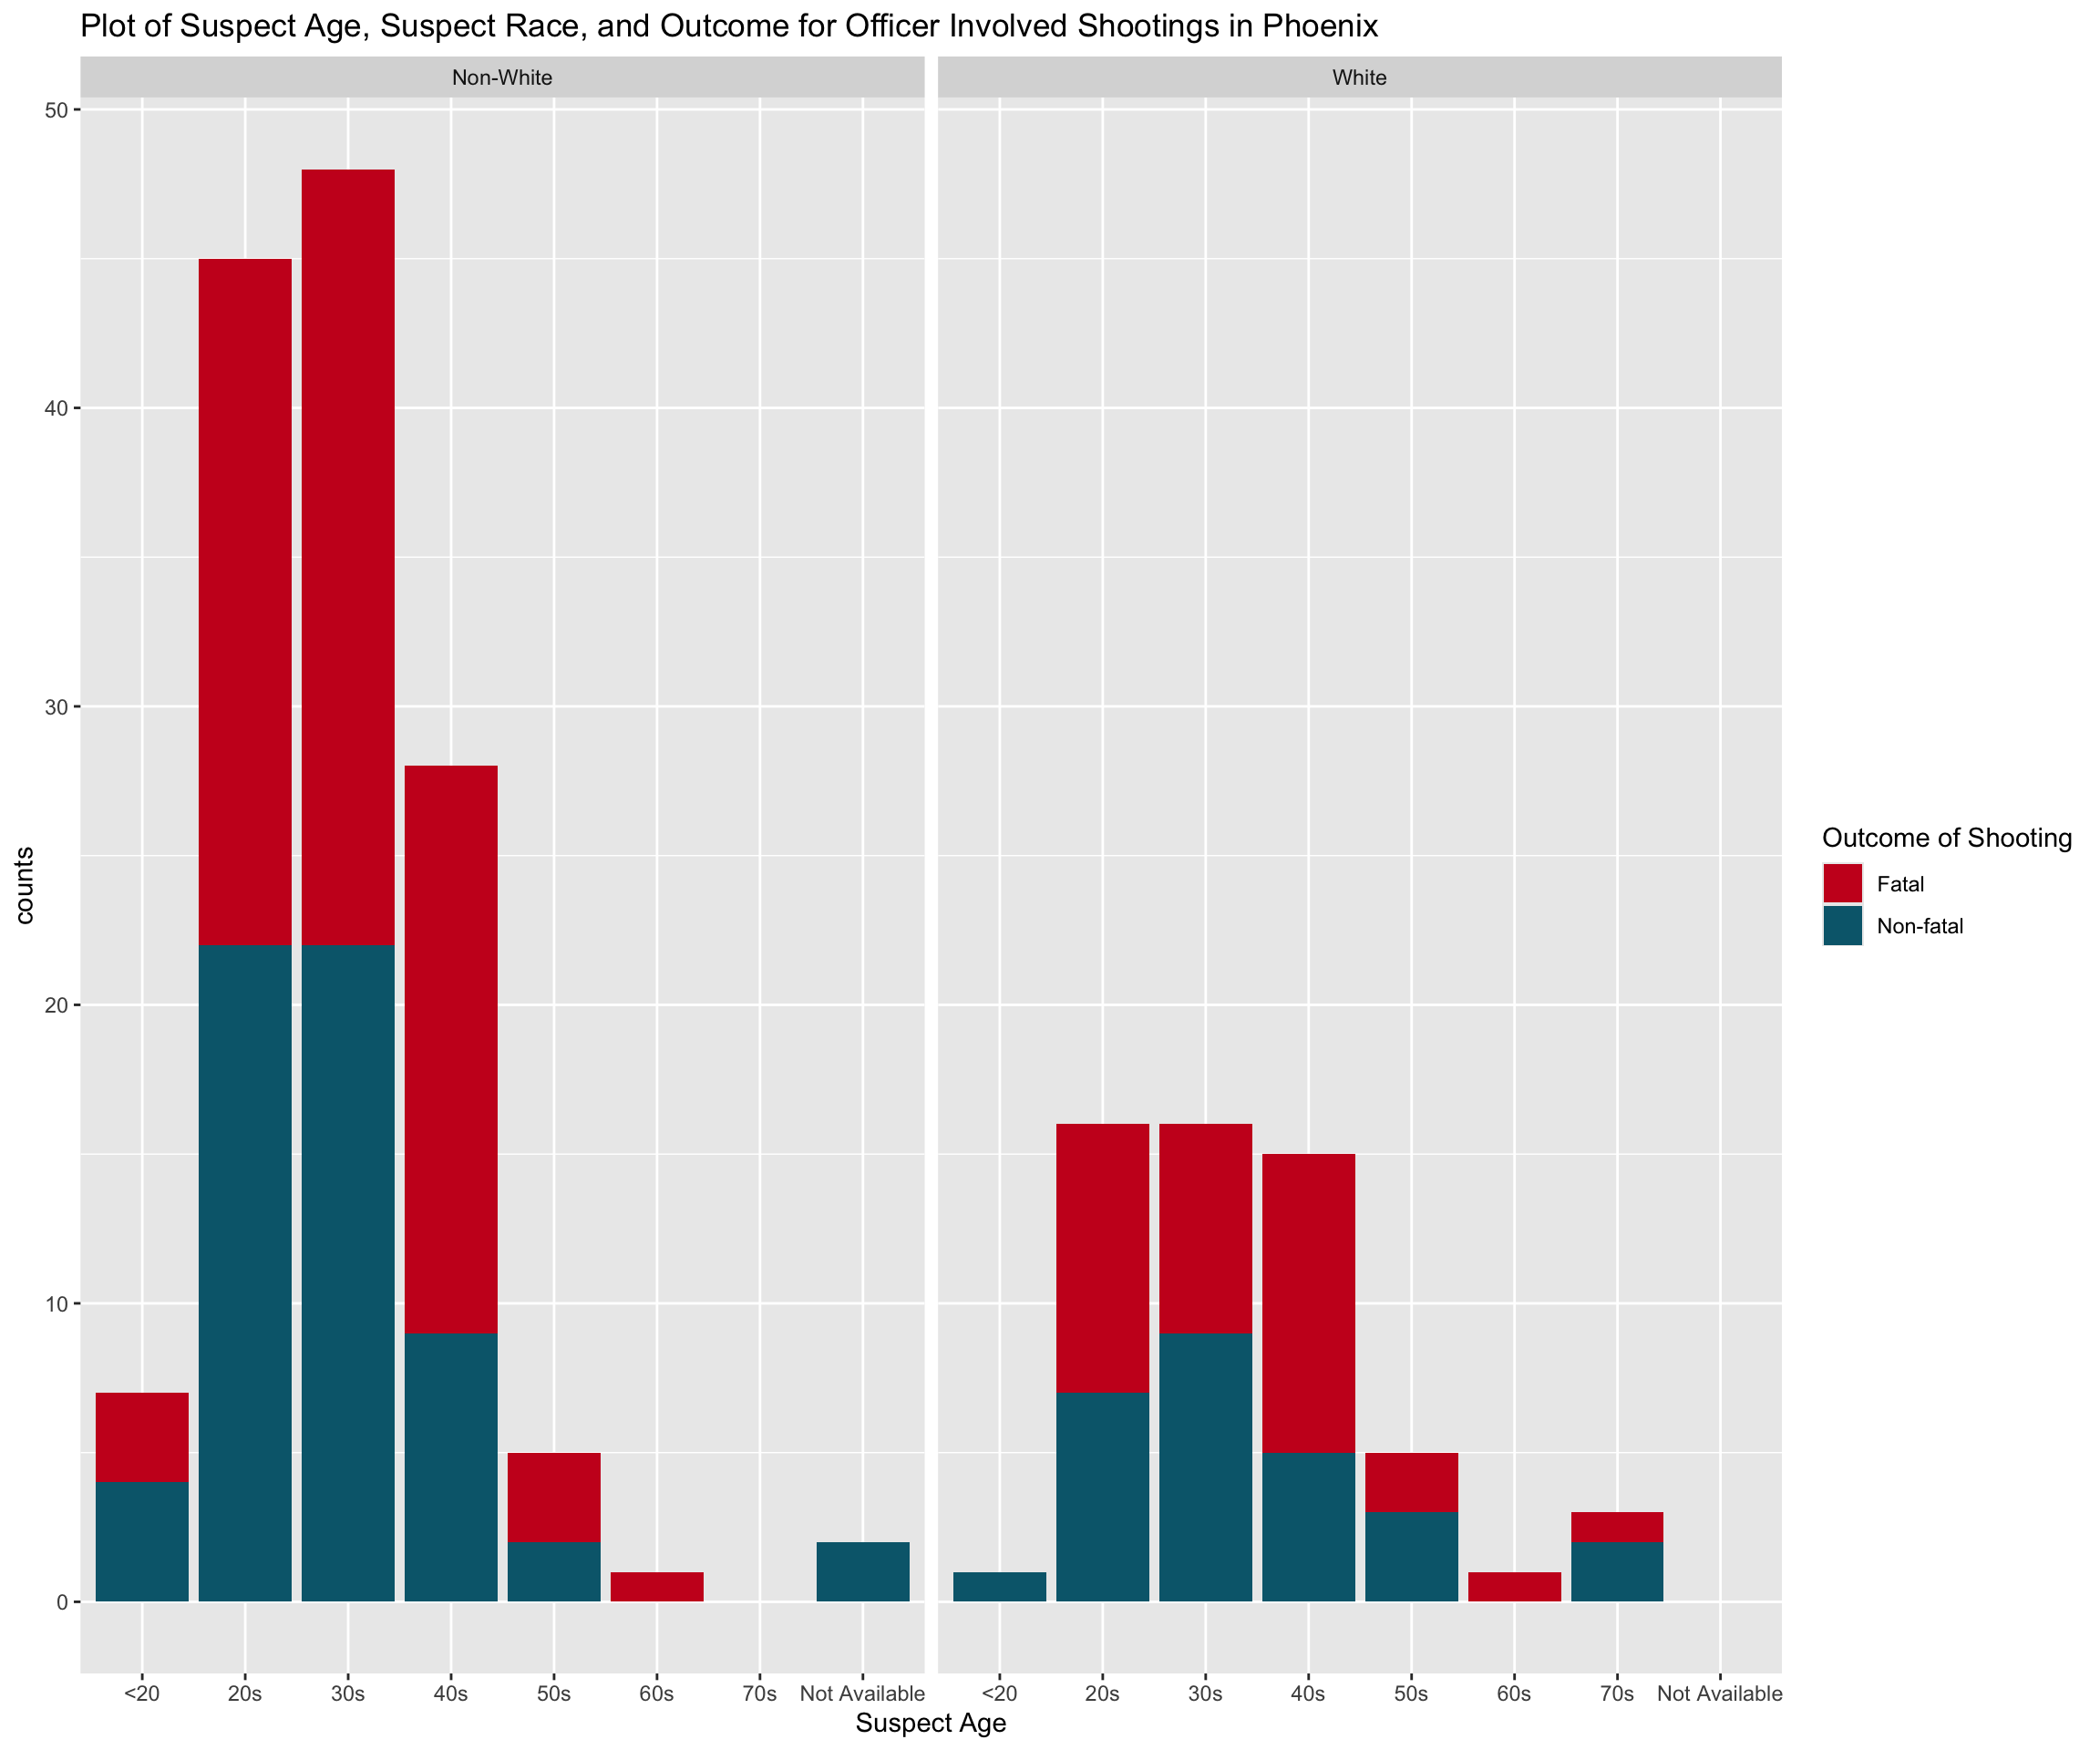 Plot of Suspect Age, Suspect Race, and Outcome for Officer Involved Shootings in Phoenix
Non-White
White
50
40
30
20
10
0
counts
<20 20s 30s 40s 50s 60s 70s Not Available
<20 20s 30s 40s 50s 60s 70s Not Available
Suspect Age
Outcome of Shooting
Fatal
Non-fatal